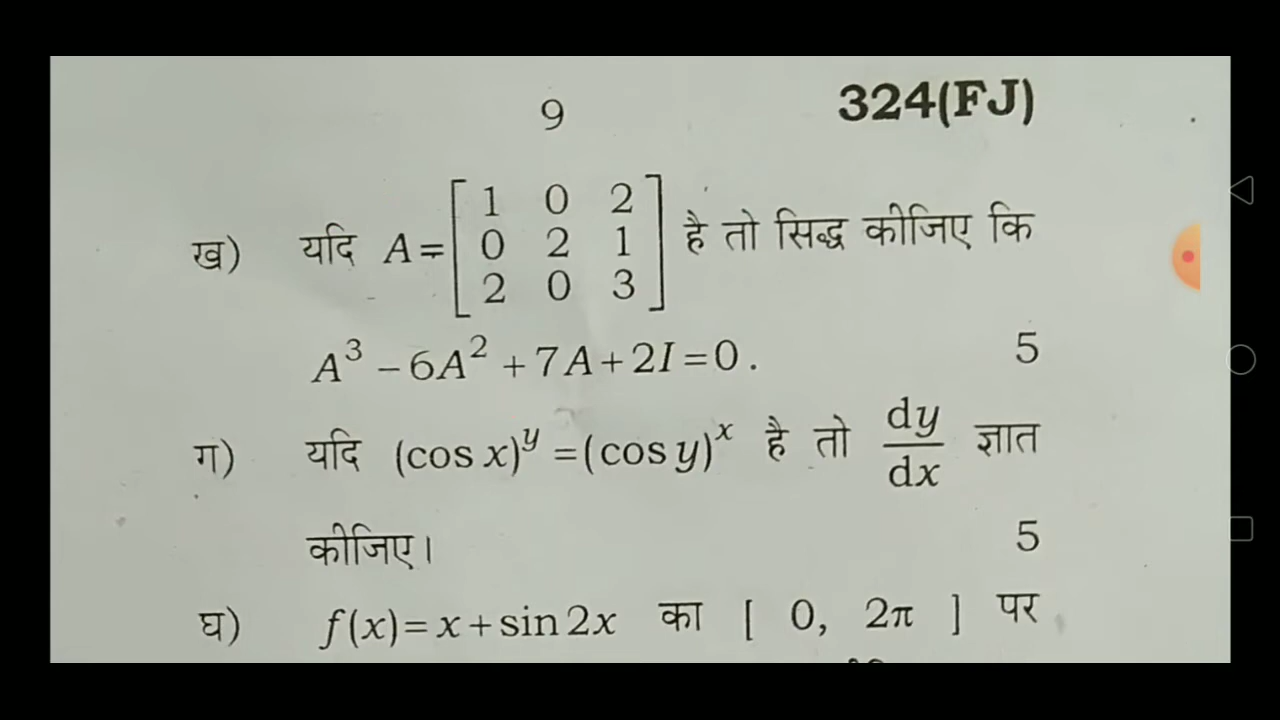 9 324(FJ)
ख) यदि A = [ 1 0 2
0 2 1
2 0 3 ] है तो सिद्ध कीजिए कि
A³ – 6A² + 7A + 2I = 0. 5
ग) यदि (cos x)^y = (cos y)^x है तो dy/dx ज्ञात
कीजिए। 5
घ) f(x) = x + sin 2x का [ 0, 2π ] पर